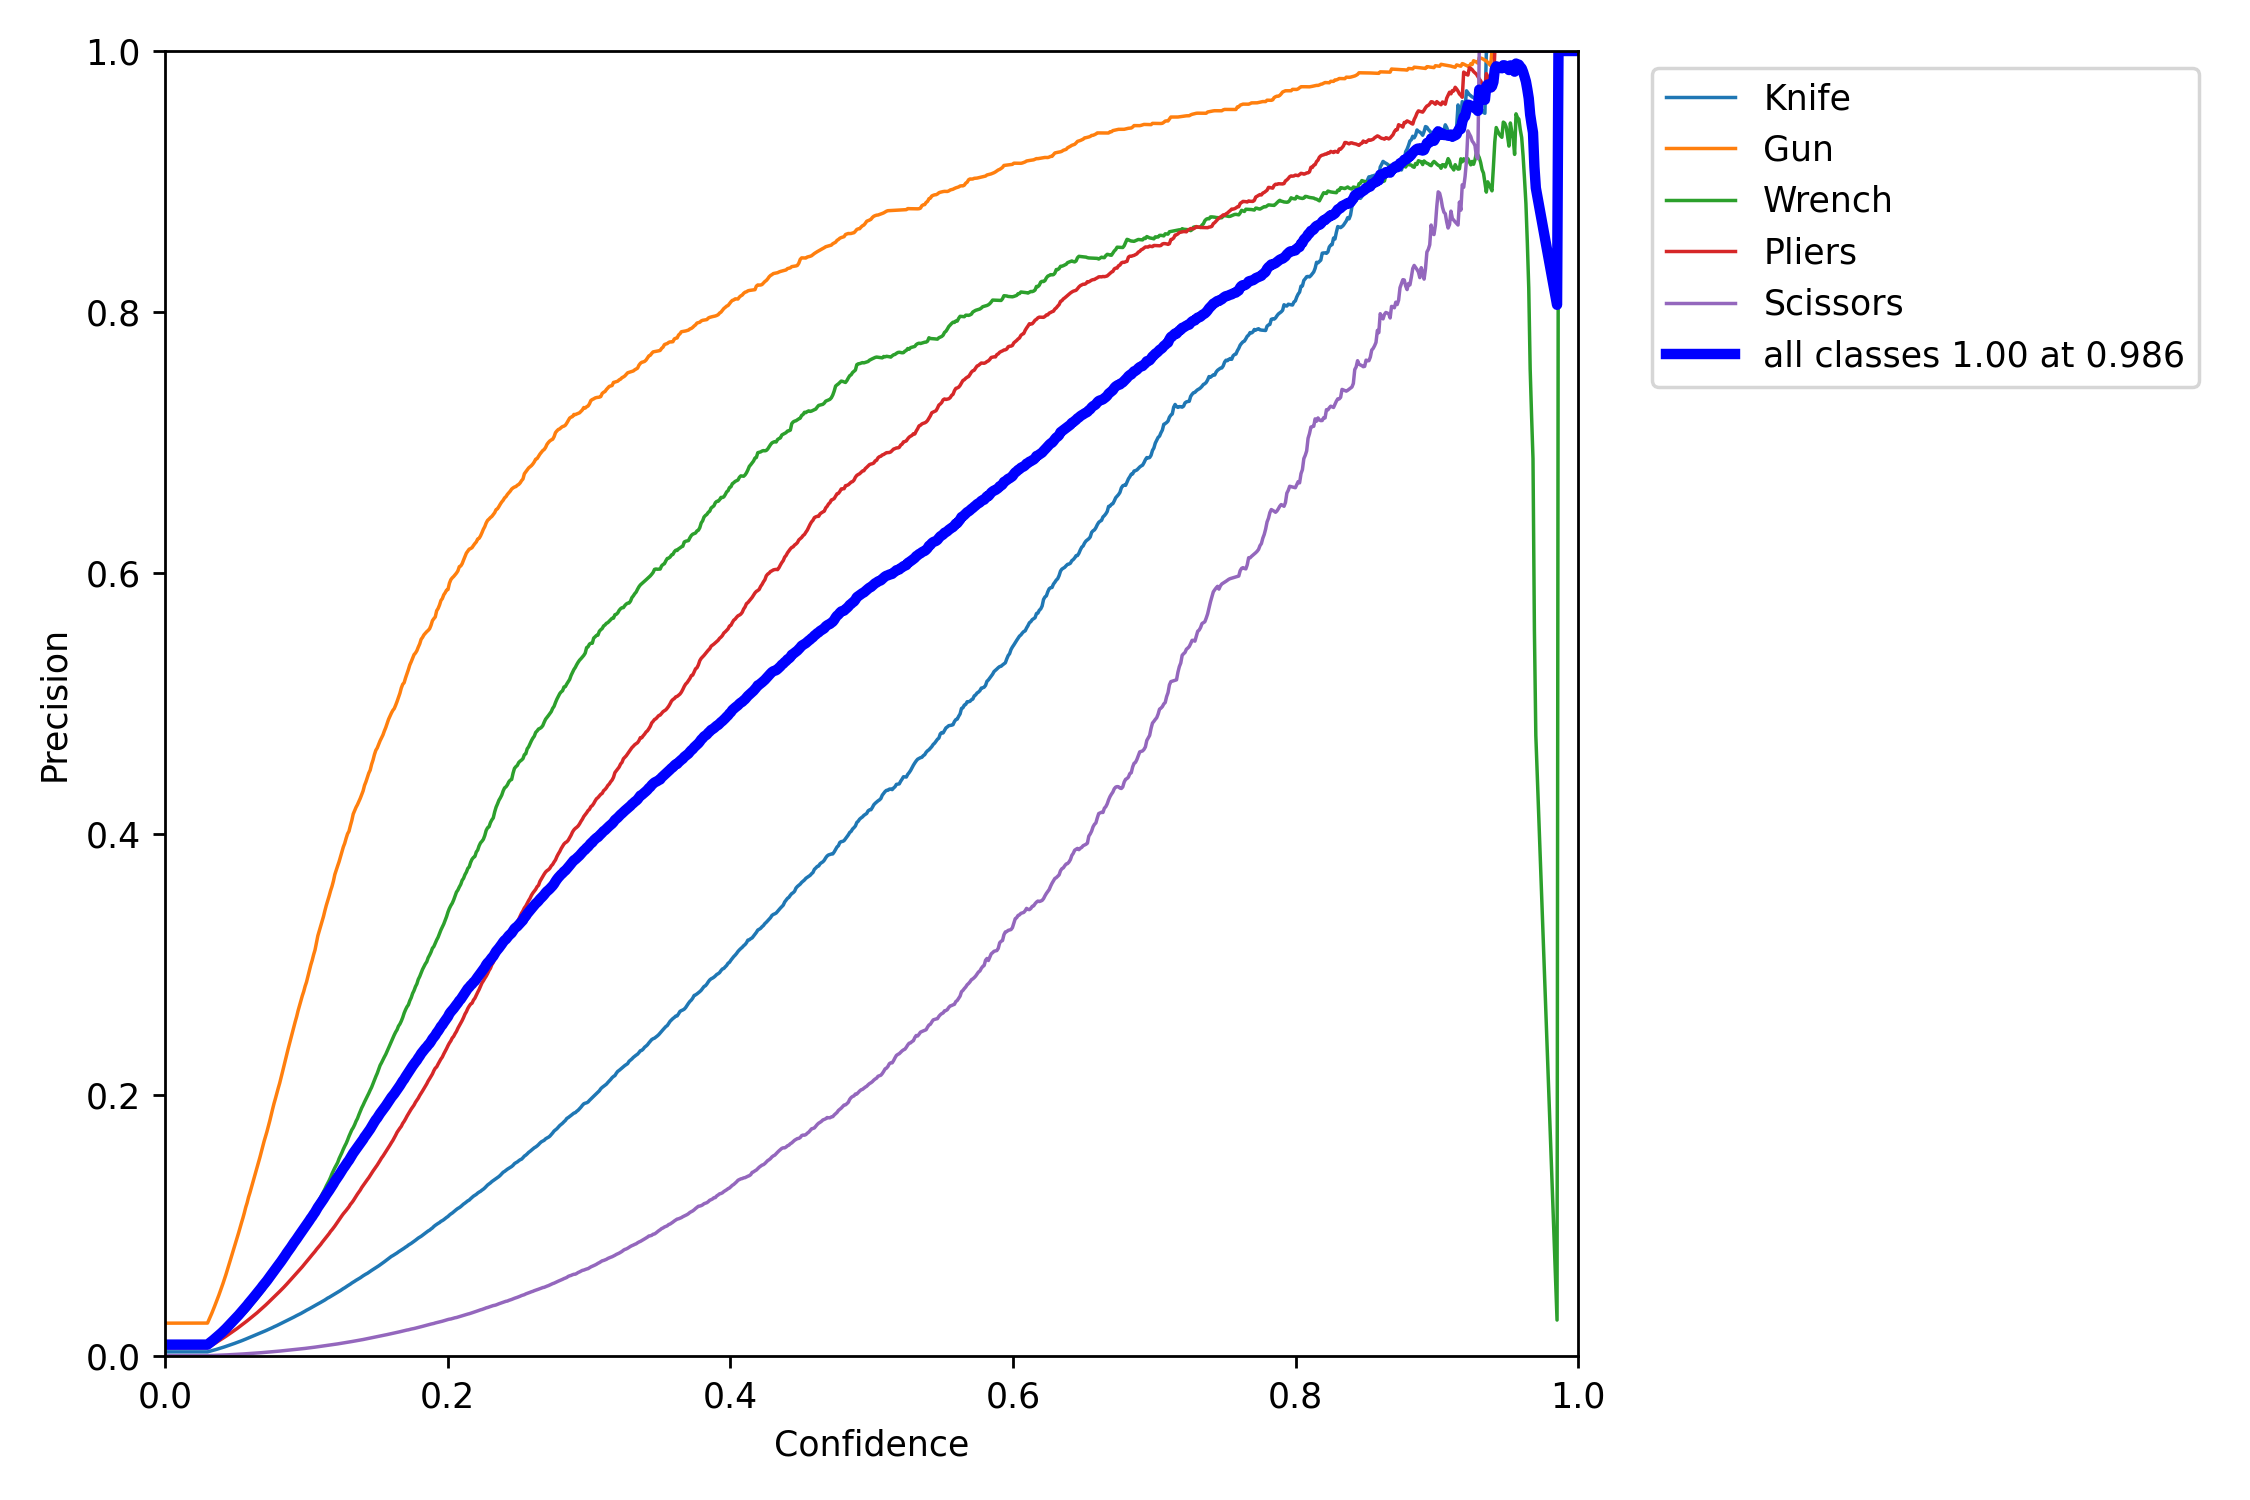 1.0
0.8
0.6
0.4
0.2
0.0
Precision
0.0 0.2 0.4 0.6 0.8 1.0
Confidence
Knife
Gun
Wrench
Pliers
Scissors
all classes 1.00 at 0.986